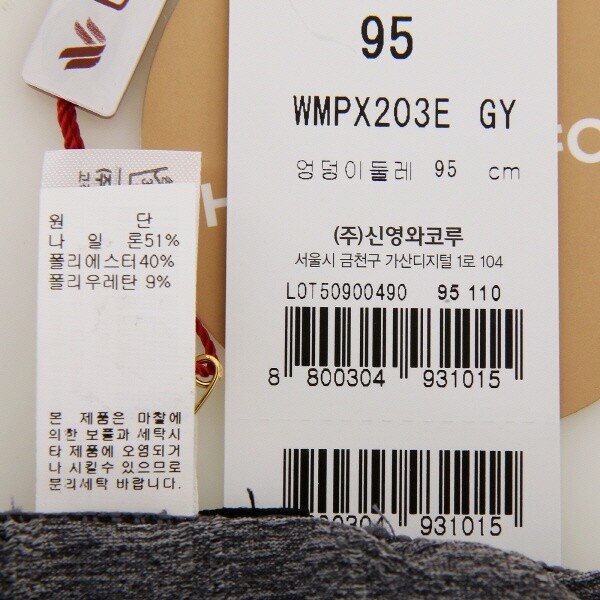 95
WMPX203E GY
엉덩이둘레 95 cm
(주)신영와코루
서울시 금천구 가산디지털 1로 104
LOT50900490 95 110
8 800304 931015
800304 931015
원 단
나 일 론51%
폴리에스터40%
폴리우레탄 9%
본 제품은 마찰에
의한 보풀과 세탁시
타 제품에 오염되거
나 시킬수 있으므로
분리세탁 바랍니다.